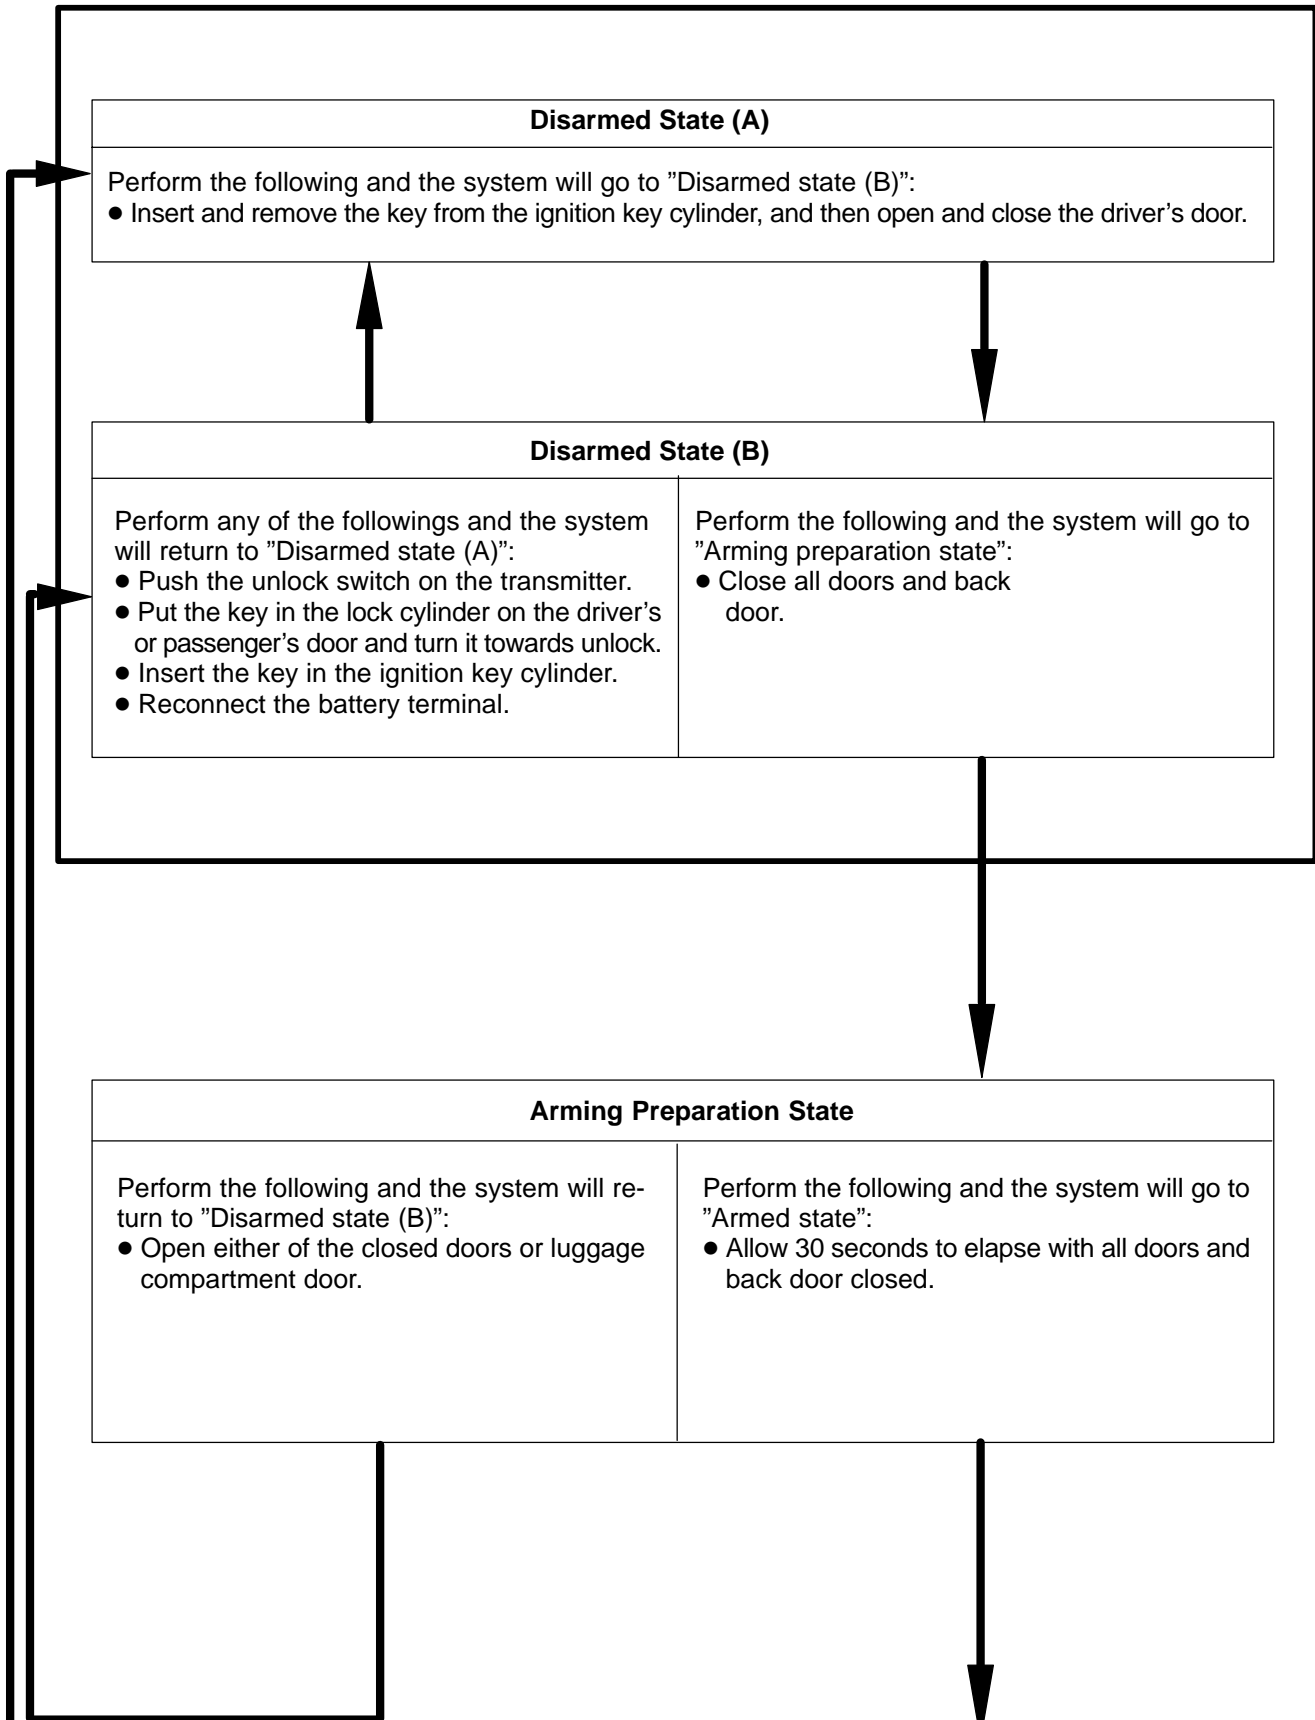 Disarmed State (A)
Perform the following and the system will go to ”Disarmed state (B)”:
● Insert and remove the key from the ignition key cylinder, and then open and close the driver’s door.
Disarmed State (B)
Perform any of the followings and the system
will return to ”Disarmed state (A)”:
● Push the unlock switch on the transmitter.
● Put the key in the lock cylinder on the driver’s
or passenger’s door and turn it towards unlock.
● Insert the key in the ignition key cylinder.
● Reconnect the battery terminal.
Perform the following and the system will go to
”Arming preparation state”:
● Close all doors and back
door.
Arming Preparation State
Perform the following and the system will re-
turn to ”Disarmed state (B)”:
● Open either of the closed doors or luggage
compartment door.
Perform the following and the system will go to
”Armed state”:
● Allow 30 seconds to elapse with all doors and
back door closed.